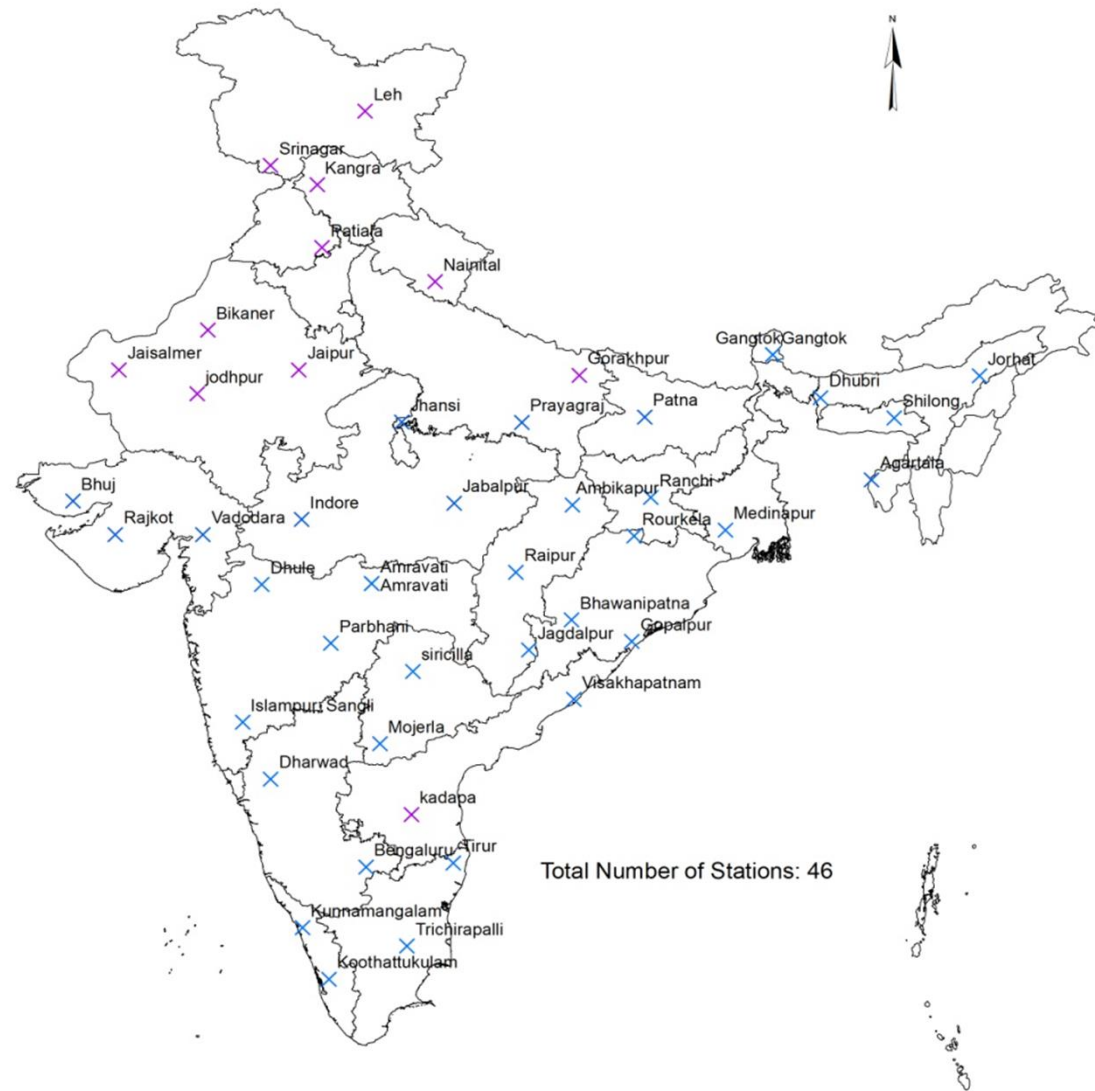 N
Leh
Srinagar
Kangra
Patiala
Nainital
Bikaner
Jaisalmer
Jaipur
jodhpur
Gorakhpur
GangtokGangtok
Jorhat
Dhubri
Jhansi
Prayagraj
Patna
Shilong
Agartala
Bhuj
Rajkot
Vadodara
Indore
Jabalpur
Ambikapur
Ranchi
Rourkela
Medinapur
Dhule
Amravati
Amravati
Raipur
Parbhani
Bhawanipatna
Jagdalpur
Gopalpur
siricilla
Visakhapatnam
Islampur, Sangli
Mojerla
Dharwad
kadapa
Bengaluru
Tirur
Total Number of Stations: 46
Kunnamangalam
Trichirapalli
Koothattukulam